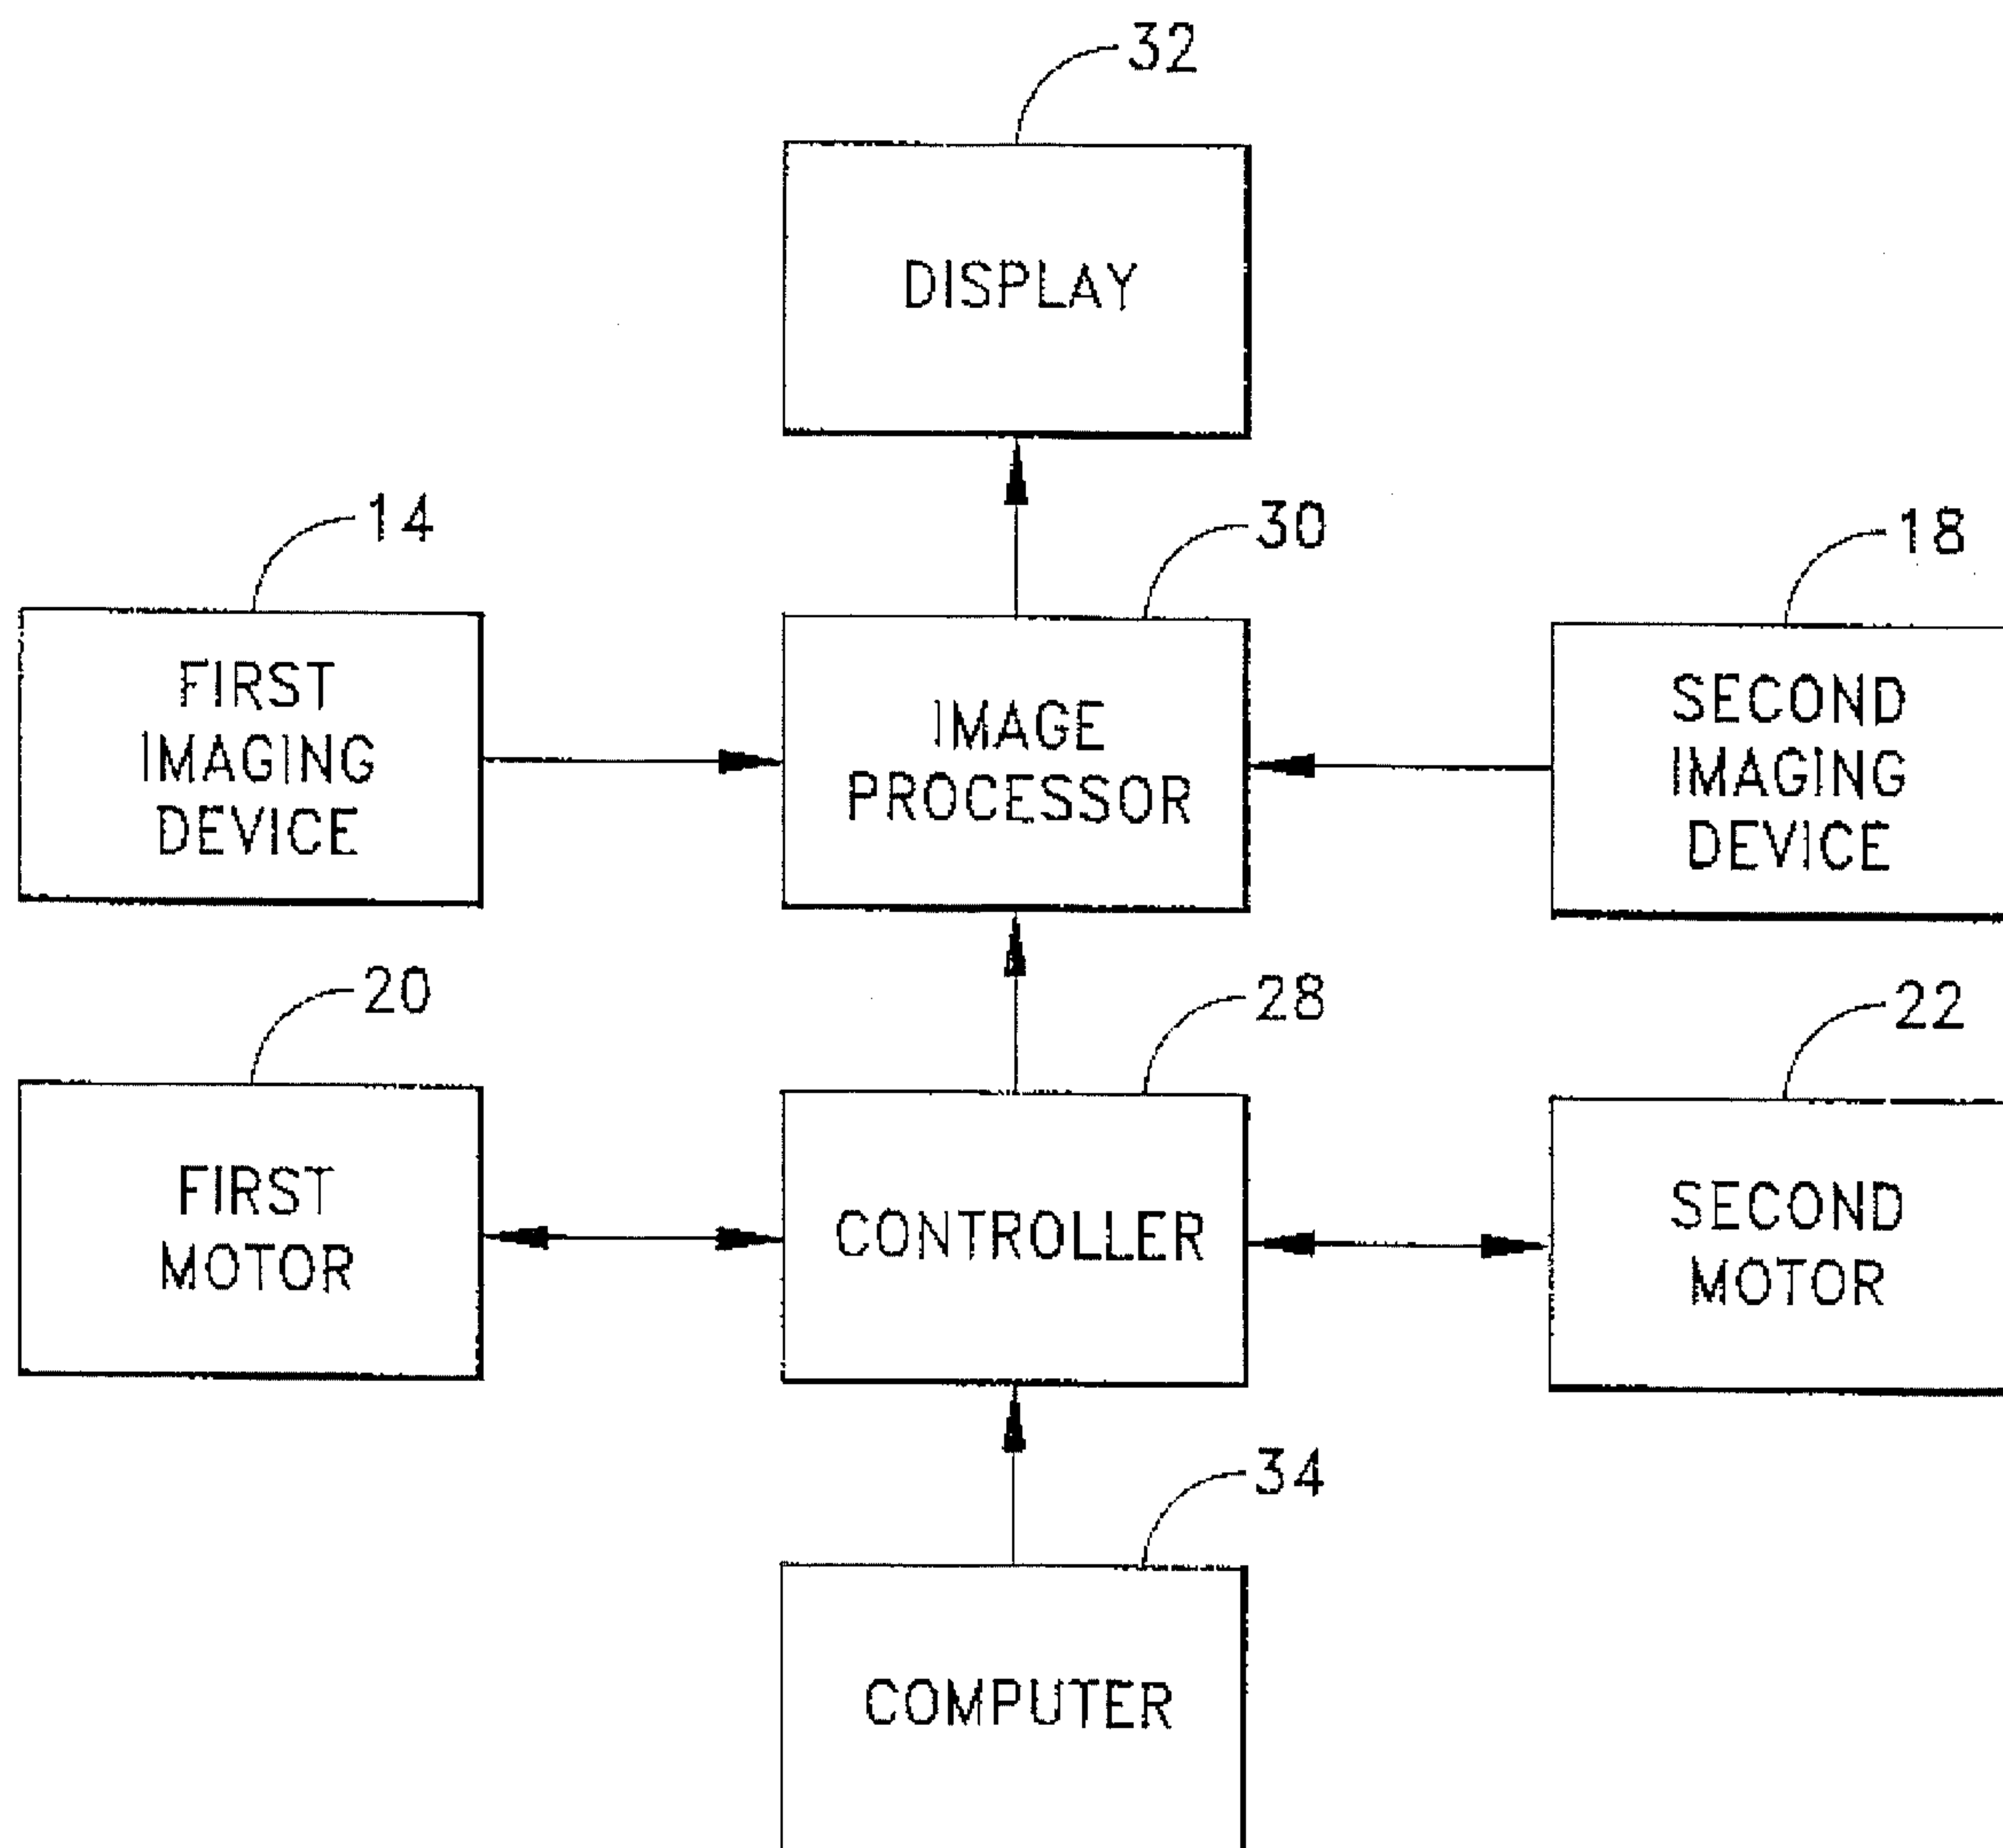 32
DISPLAY
14
30
18
FIRST
IMAGING
DEVICE
IMAGE
PROCESSOR
SECOND
IMAGING
DEVICE
20
28
22
FIRST
MOTOR
CONTROLLER
SECOND
MOTOR
34
COMPUTER